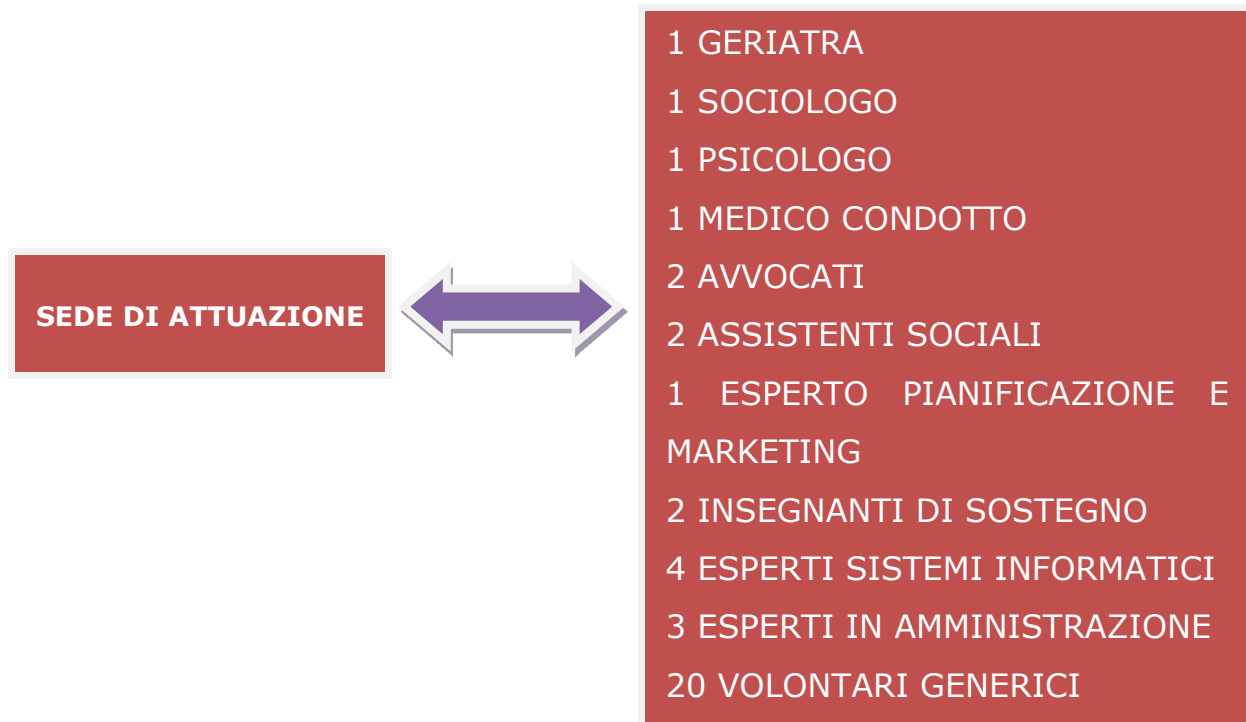 SEDE DI ATTUAZIONE
1 GERIATRA
1 SOCIOLOGO
1 PSICOLOGO
1 MEDICO CONDOTTO
2 AVVOCATI
2 ASSISTENTI SOCIALI
1 ESPERTO PIANIFICAZIONE E
MARKETING
2 INSEGNANTI DI SOSTEGNO
4 ESPERTI SISTEMI INFORMATICI
3 ESPERTI IN AMMINISTRAZIONE
20 VOLONTARI GENERICI